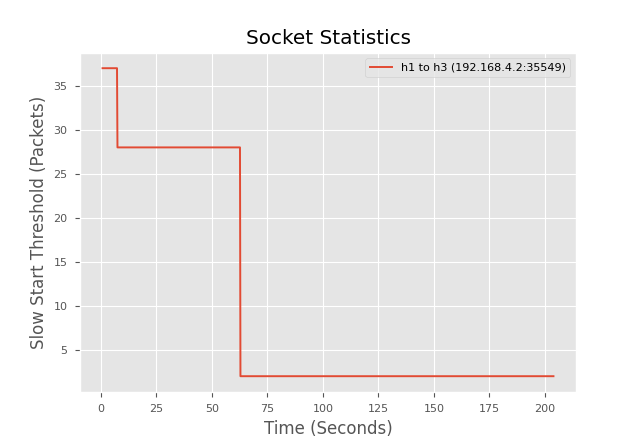 Socket Statistics
h1 to h3 (192.168.4.2:35549)
Slow Start Threshold (Packets)
35
30
25
20
15
10
5
0 25 50 75 100 125 150 175 200
Time (Seconds)